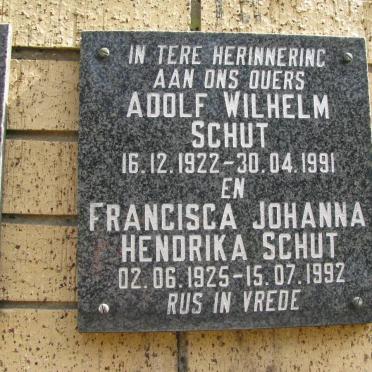 IN TERE HERINNERING
AAN ONS OUERS
ADOLF WILHELM
SCHUT
16.12.1922-30.04.1991
EN
FRANCISCA JOHANNA
HENDRIKA SCHUT
02.06.1925-15.07.1992
RUS IN VREDE